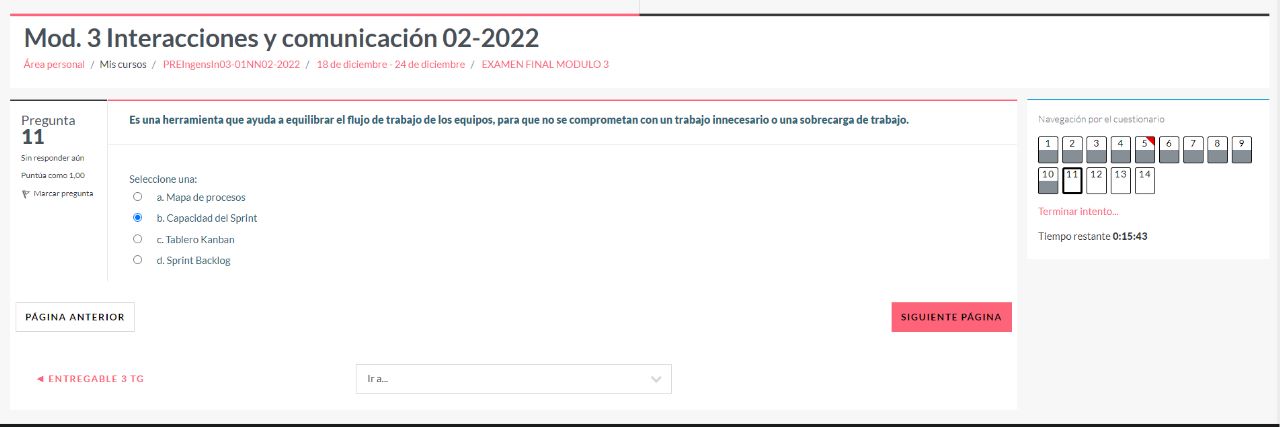 Mod. 3 Interacciones y comunicación 02-2022
Área personal / Mis cursos / PREIngensIn03-01NN02-2022 / 18 de diciembre - 24 de diciembre / EXAMEN FINAL MODULO 3
Pregunta
11
Sin responder aún
Puntúa como 1,00
Marcar pregunta
Es una herramienta que ayuda a equilibrar el flujo de trabajo de los equipos, para que no se comprometan con un trabajo innecesario o una sobrecarga de trabajo.
Seleccione una:
a. Mapa de procesos
b. Capacidad del Sprint
c. Tablero Kanban
d. Sprint Backlog
PÁGINA ANTERIOR
SIGUIENTE PÁGINA
◄ ENTREGABLE 3 TG
Ir a...
Navegación por el cuestionario
1 2 3 4 5 6 7 8 9
10 11 12 13 14
Terminar intento...
Tiempo restante 0:15:43